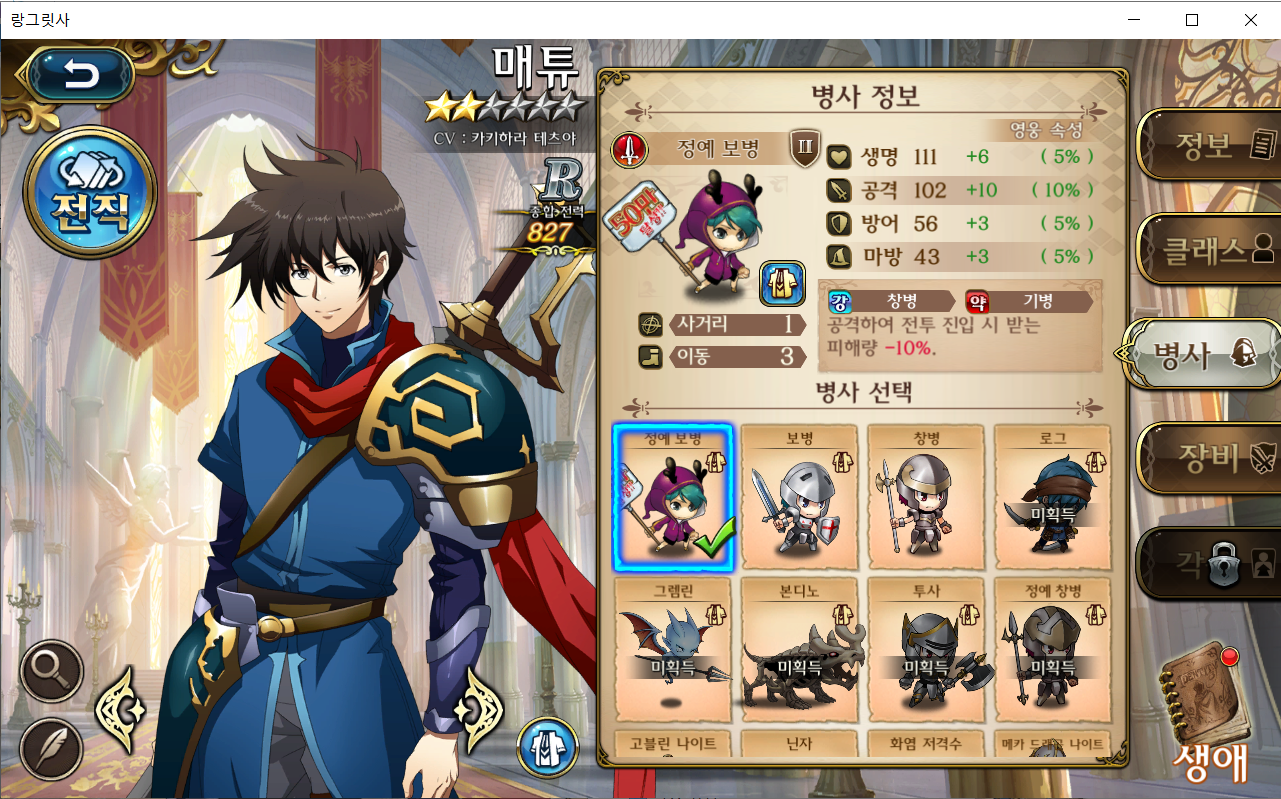 랑그릿사
매튜
CV : 카키하라 테츠야
전직
R
종합 전력
827
병사 정보
정예 보병
III
영웅 속성
생명 111 +6 ( 5% )
공격 102 +10 ( 10% )
방어 56 +3 ( 5% )
마방 43 +3 ( 5% )
50만
사거리 1
이동 3
강 창병 약 기병
공격하여 전투 진입 시 받는
피해량 -10%.
병사 선택
정예 보병 보병 창병 로그
미획득
그렘린 본디노 투사 정예 창병
미획득 미획득 미획득 미획득
고블린 나이트 닌자 화염 저격수 메카 드래곤 나이트
정보
클래스
병사
장비
각
생애